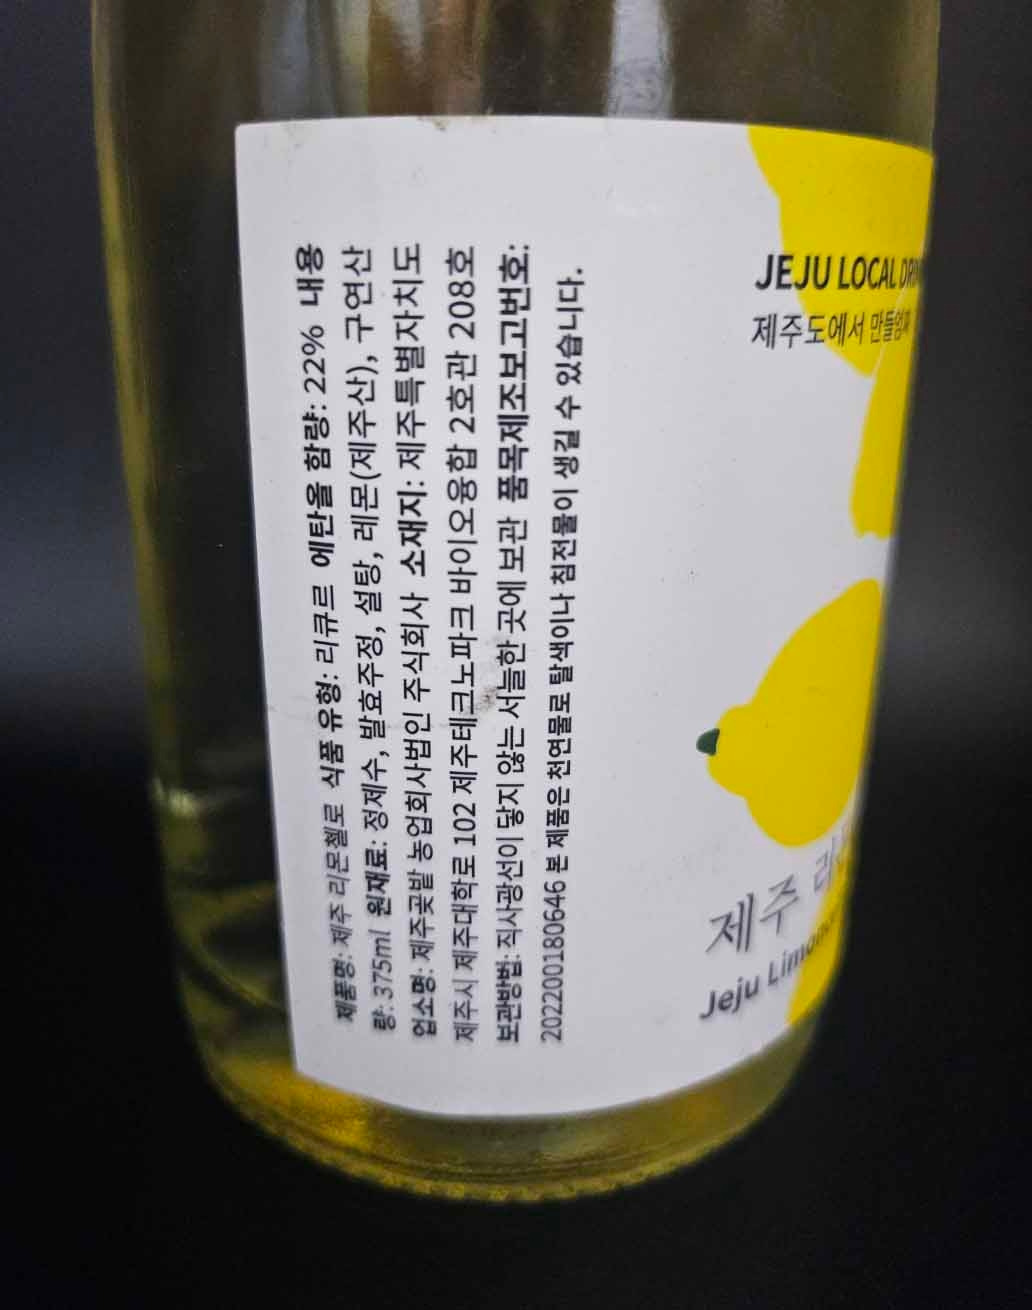 제품명: 제주 리몬첼로 식품 유형: 리큐르 에탄올 함량: 22% 내용
량: 375ml 원재료: 정제수, 발효주정, 설탕, 레몬(제주산), 구연산
업소명: 제주곶밭 농업회사법인 주식회사 소재지: 제주특별자치도
제주시 제주대학로 102 제주테크노파크 바이오융합 2호관 208호
보관방법: 직사광선이 닿지 않는 서늘한 곳에 보관 품목제조보고번호:
20220180646 본 제품은 천연물로 탈색이나 침전물이 생길 수 있습니다.
JEJU LOCAL
제주도에서
제주
Jeju